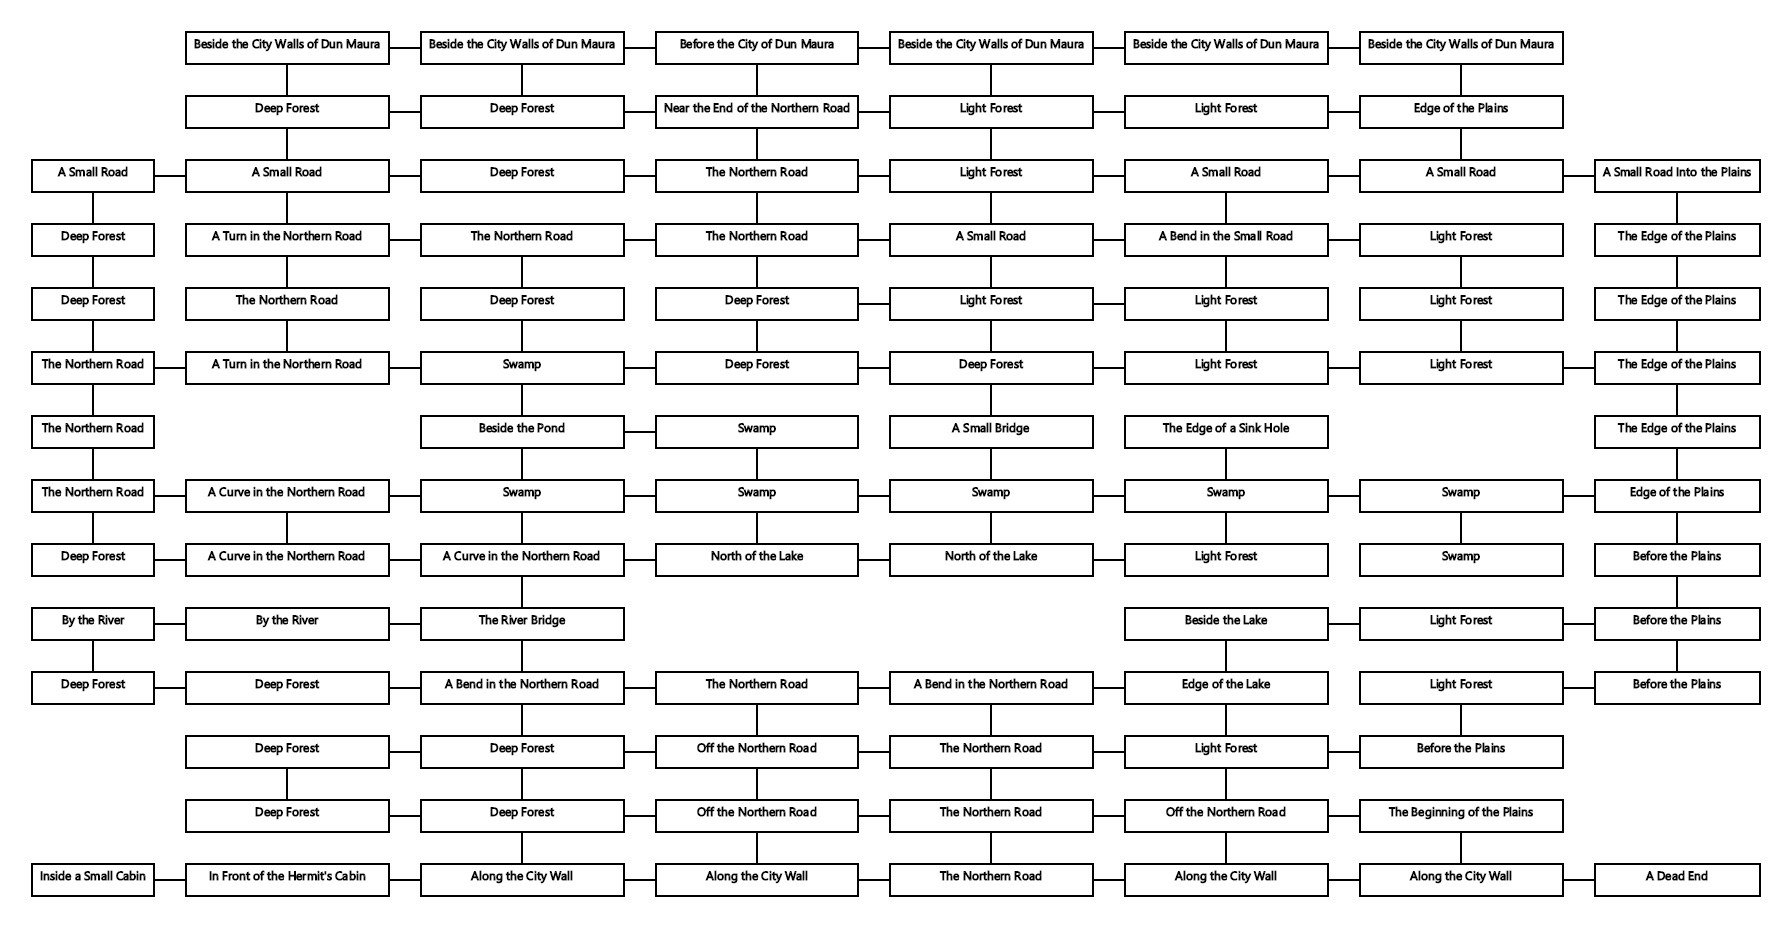 Beside the City Walls of Dun Maura
Beside the City Walls of Dun Maura
Before the City of Dun Maura
Beside the City Walls of Dun Maura
Beside the City Walls of Dun Maura
Beside the City Walls of Dun Maura
Deep Forest
Deep Forest
Near the End of the Northern Road
Light Forest
Light Forest
Edge of the Plains
A Small Road
A Small Road
Deep Forest
The Northern Road
Light Forest
A Small Road
A Small Road
A Small Road Into the Plains
Deep Forest
A Turn in the Northern Road
The Northern Road
The Northern Road
A Small Road
A Bend in the Small Road
Light Forest
The Edge of the Plains
Deep Forest
The Northern Road
Deep Forest
Deep Forest
Light Forest
Light Forest
Light Forest
The Edge of the Plains
The Northern Road
A Turn in the Northern Road
Swamp
Deep Forest
Deep Forest
Light Forest
Light Forest
The Edge of the Plains
The Northern Road
Beside the Pond
Swamp
A Small Bridge
The Edge of a Sink Hole
The Edge of the Plains
The Northern Road
A Curve in the Northern Road
Swamp
Swamp
Swamp
Swamp
Swamp
Edge of the Plains
Deep Forest
A Curve in the Northern Road
A Curve in the Northern Road
North of the Lake
North of the Lake
Light Forest
Swamp
Before the Plains
By the River
By the River
The River Bridge
Beside the Lake
Light Forest
Before the Plains
Deep Forest
Deep Forest
A Bend in the Northern Road
The Northern Road
A Bend in the Northern Road
Edge of the Lake
Light Forest
Before the Plains
Deep Forest
Deep Forest
Off the Northern Road
The Northern Road
Light Forest
Before the Plains
Deep Forest
Deep Forest
Off the Northern Road
The Northern Road
Off the Northern Road
The Beginning of the Plains
Inside a Small Cabin
In Front of the Hermit's Cabin
Along the City Wall
Along the City Wall
The Northern Road
Along the City Wall
Along the City Wall
A Dead End